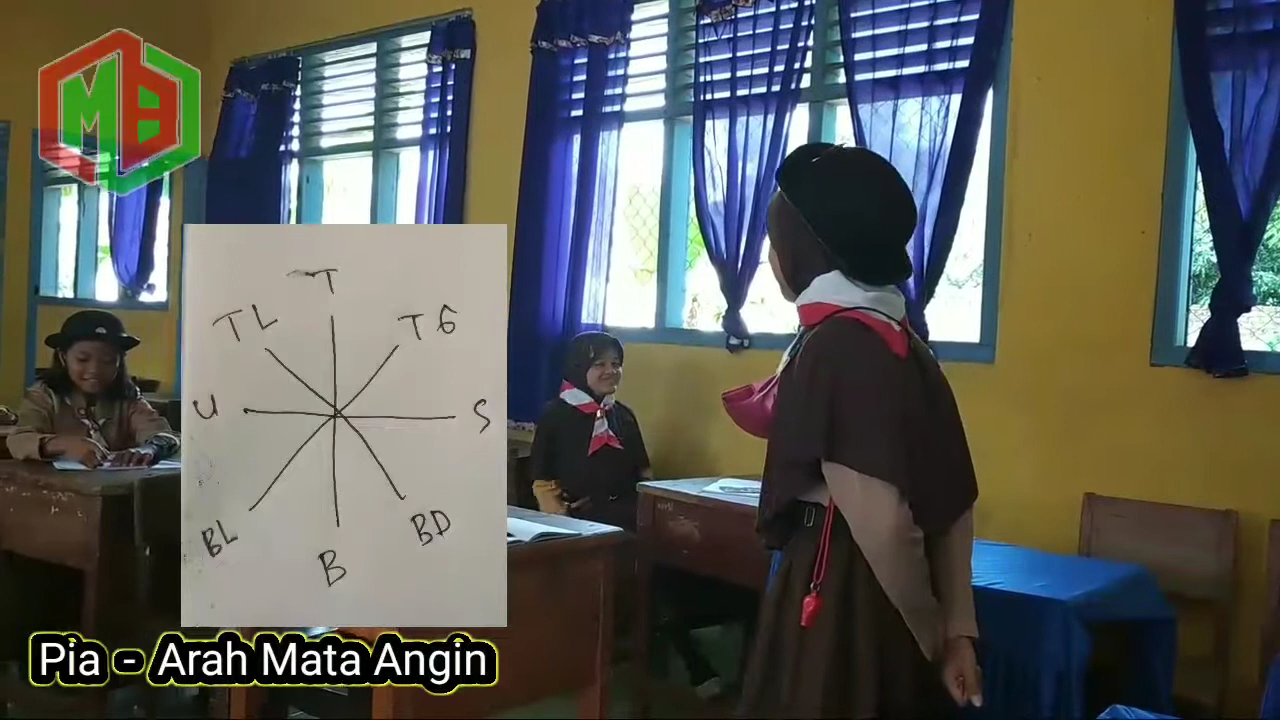 MB
T
TL
TG
U
S
BL
BD
B
Pia - Arah Mata Angin